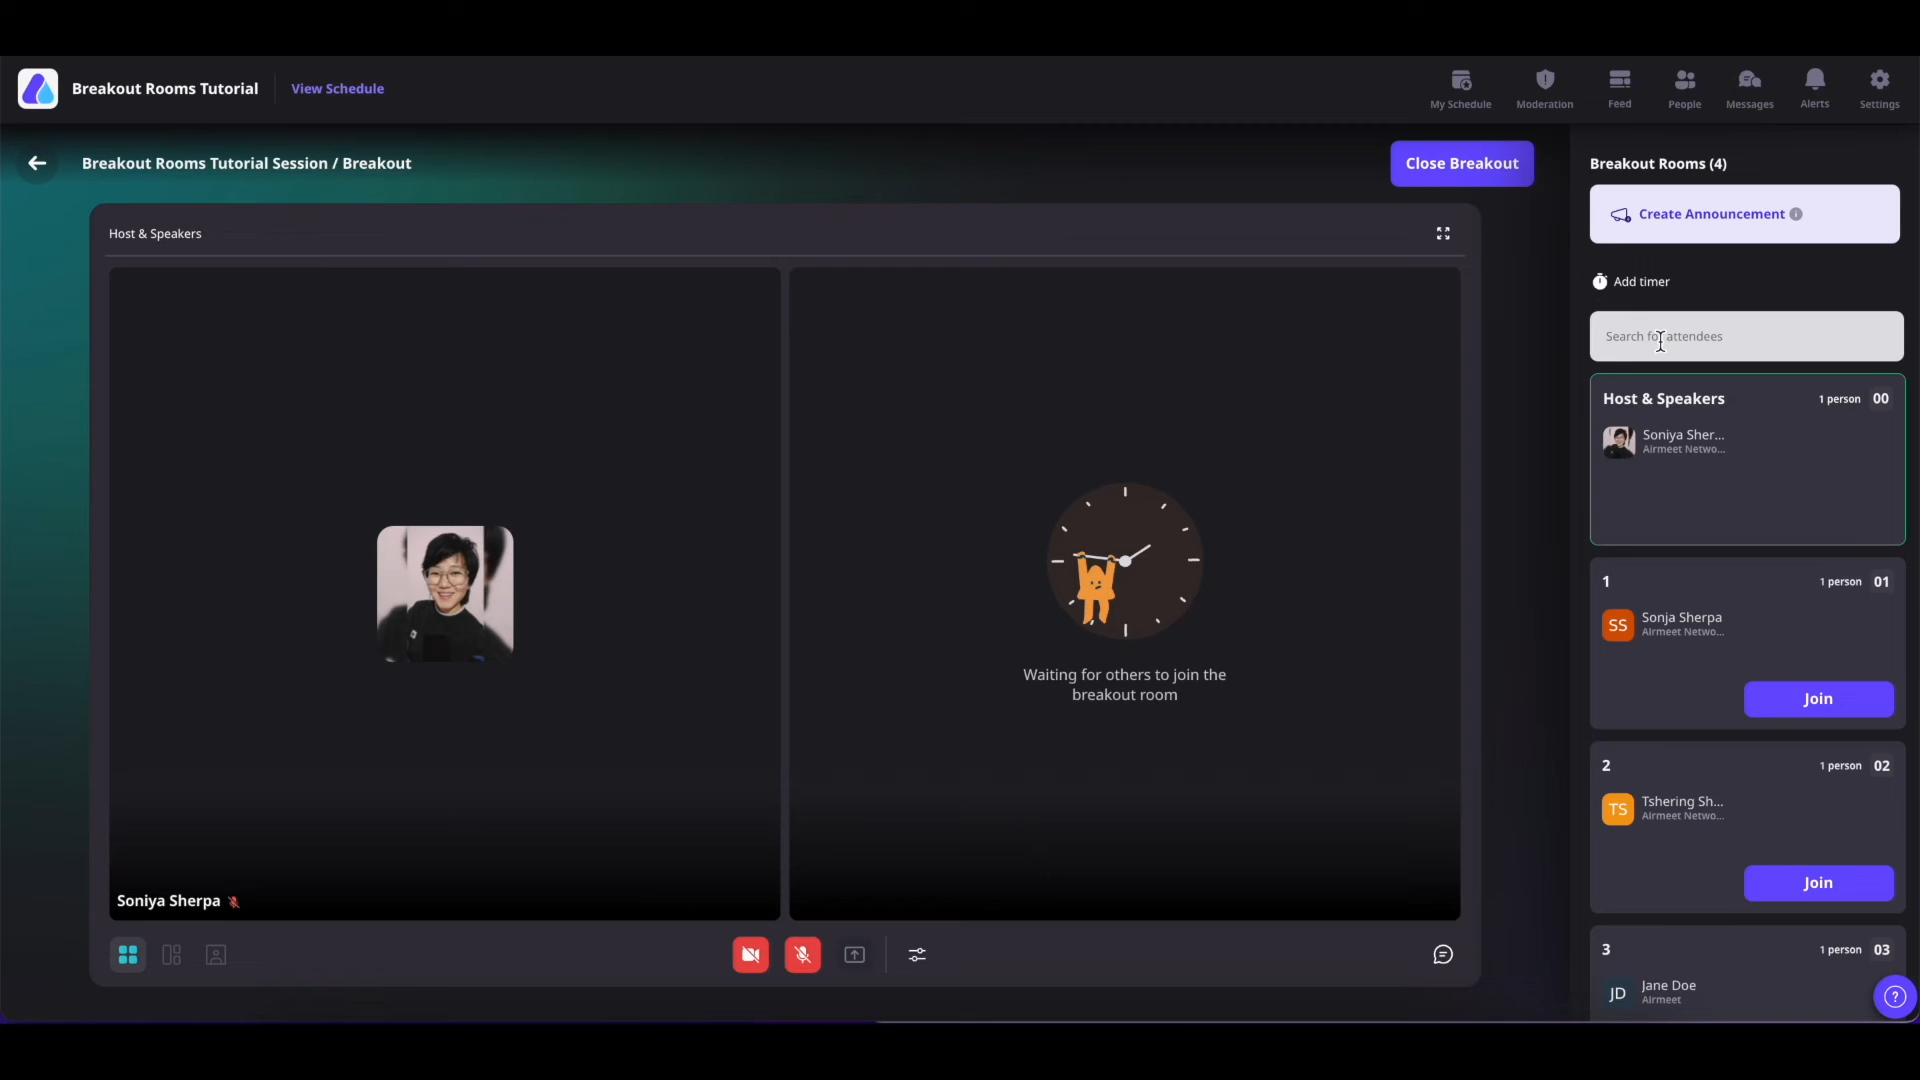 Breakout Rooms Tutorial
View Schedule
My Schedule
Moderation
Feed
People
Messages
Alerts
Settings
Breakout Rooms Tutorial Session / Breakout
Close Breakout
Host & Speakers
Waiting for others to join the
breakout room
Soniya Sherpa
Breakout Rooms (4)
Create Announcement
Add timer
Search for attendees
Host & Speakers 1 person 00
Soniya Sher...
Airmeet Netwo...
1 1 person 01
SS Sonja Sherpa
Airmeet Netwo...
Join
2 1 person 02
TS Tshering Sh...
Airmeet Netwo...
Join
3 1 person 03
JD Jane Doe
Airmeet